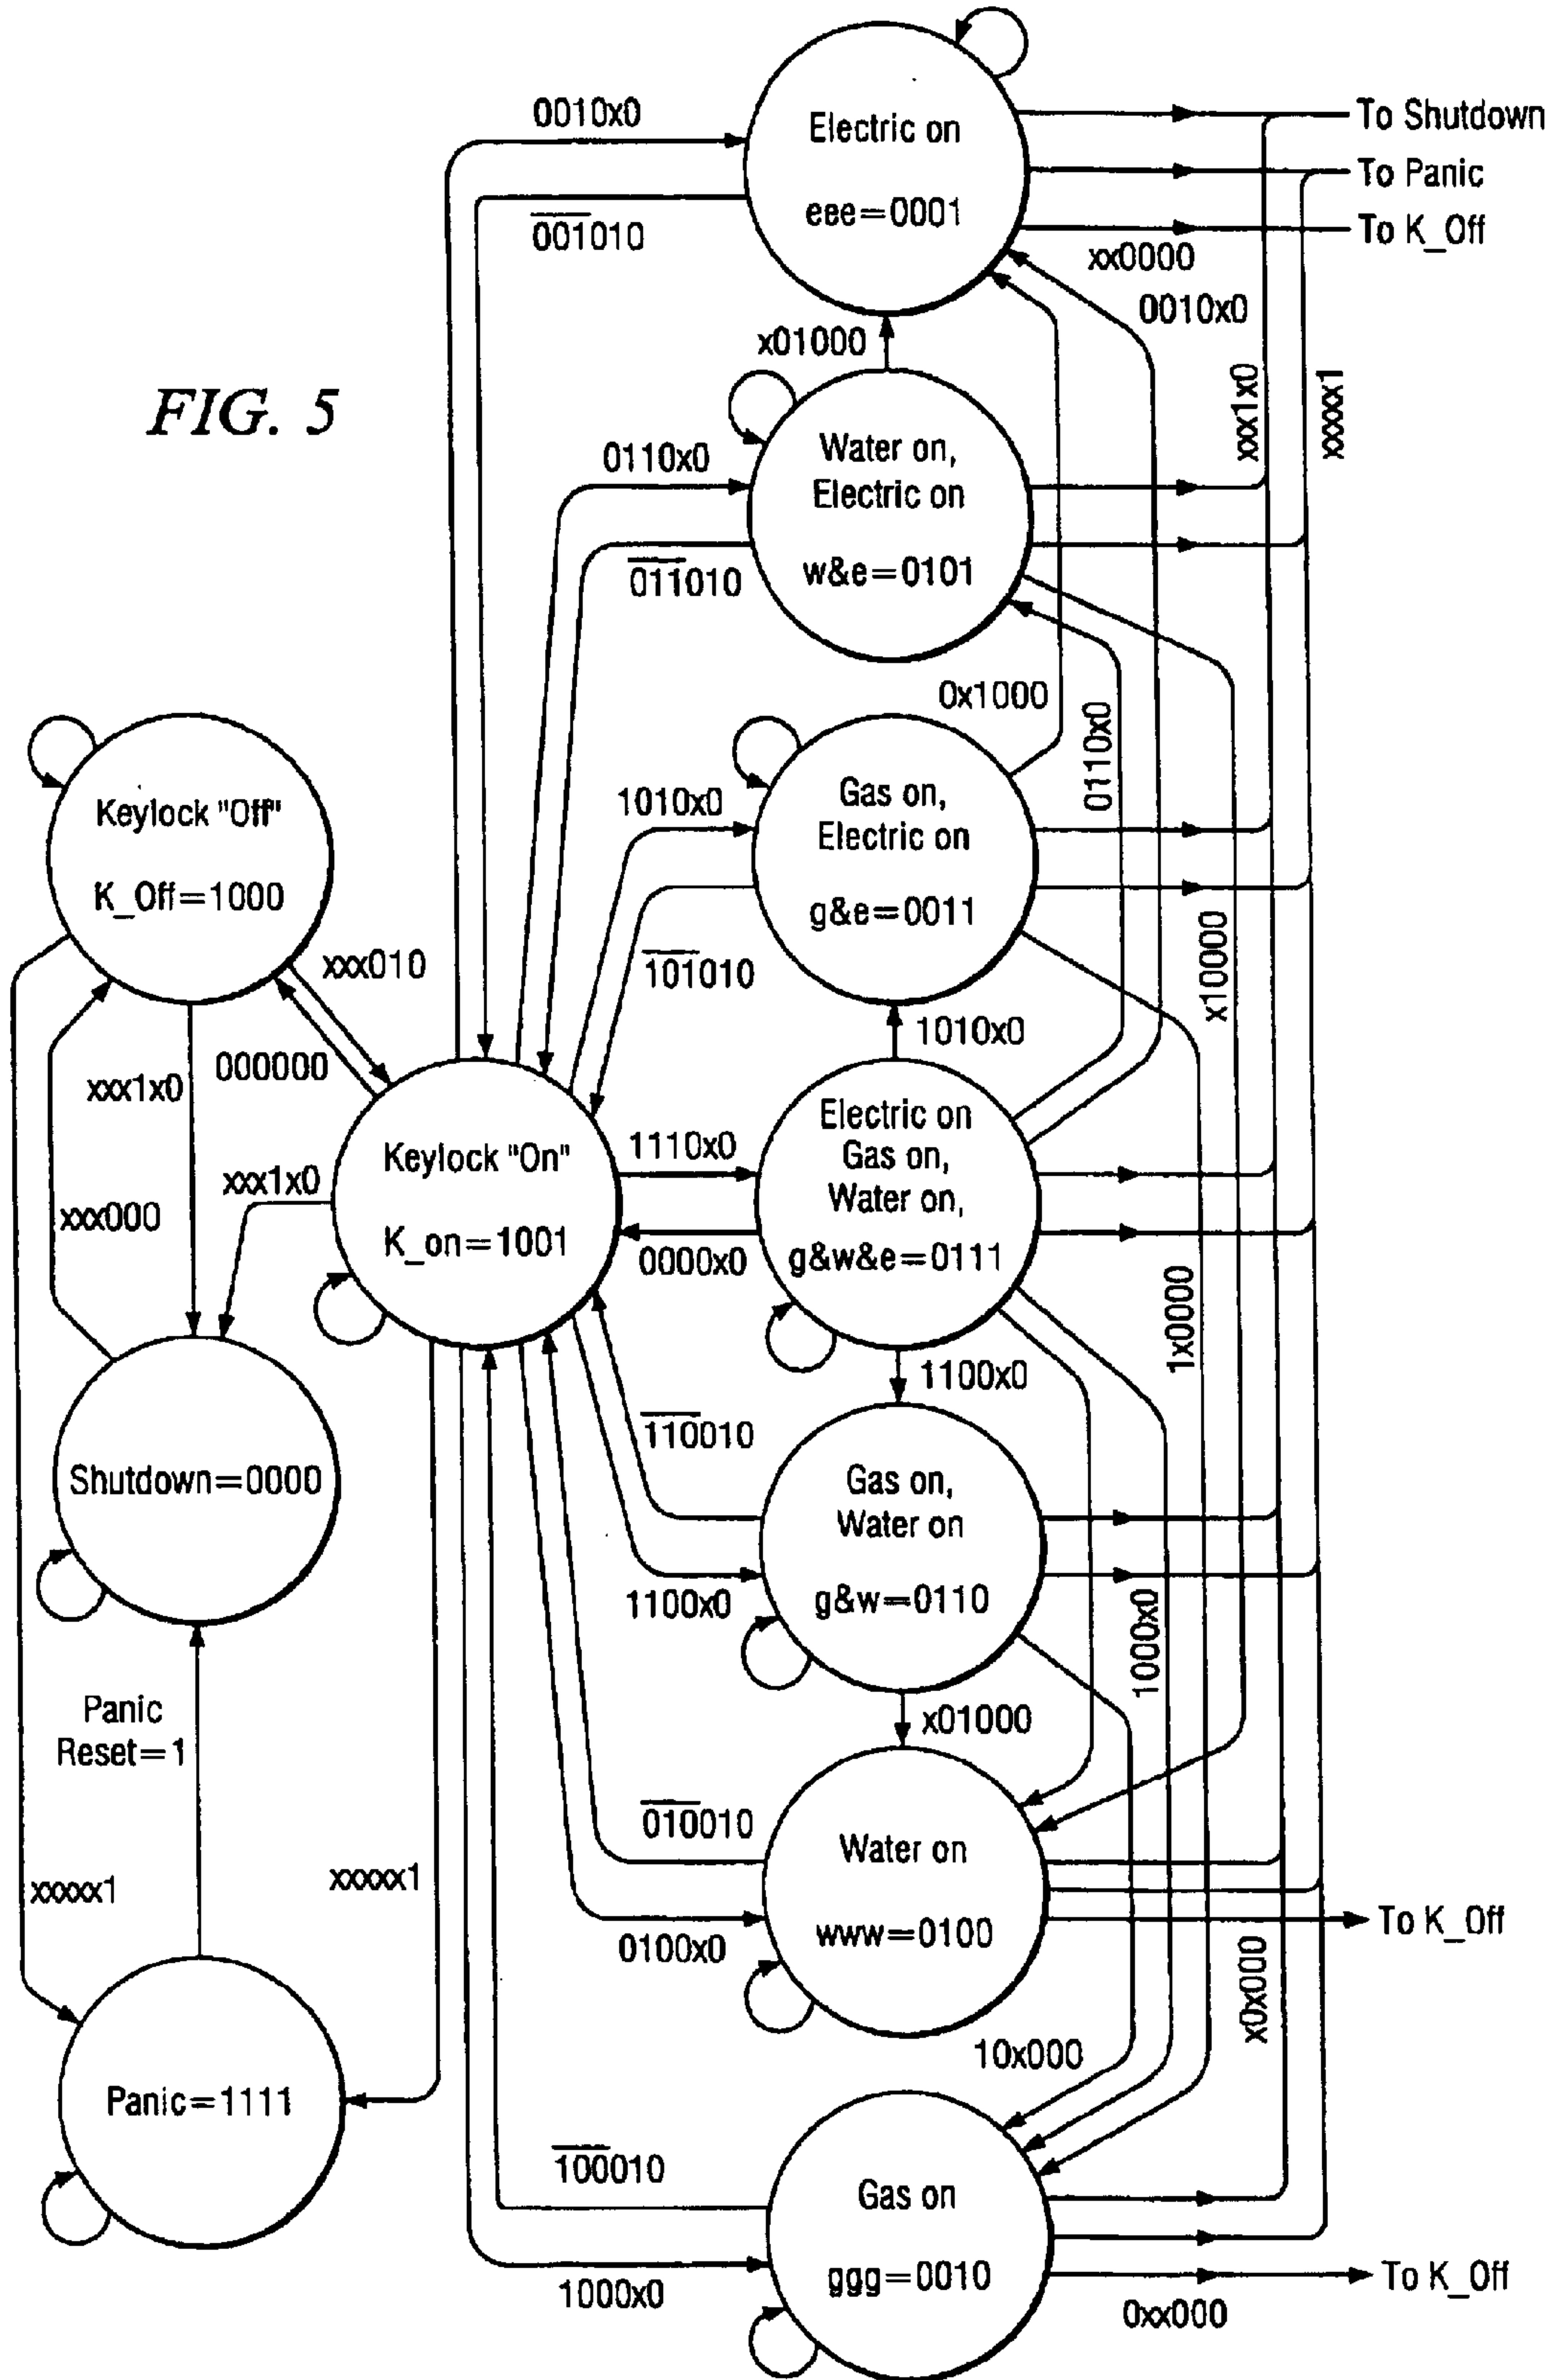 FIG. 5
Electric on
eee=0001
0010x0
001010
To Shutdown
To Panic
To K_Off
xx0000
0010x0
x01000
Water on,
Electric on
w&e=0101
0110x0
011010
xxx1x0
xxxxx1
0x1000
0110x0
Gas on,
Electric on
g&e=0011
1010x0
101010
x10000
1010x0
Keylock "Off"
K_Off=1000
xxx010
000000
xxx1x0
xxx000
xxx1x0
Keylock "On"
K_on=1001
1110x0
0000x0
Electric on
Gas on,
Water on,
g&w&e=0111
1x0000
1100x0
Shutdown=0000
110010
1100x0
Gas on,
Water on
g&w=0110
1000x0
x01000
Panic
Reset=1
xxxxx1
xxxxx1
010010
0100x0
Water on
www=0100
To K_Off
x0x000
10x000
Panic=1111
100010
1000x0
Gas on
ggg=0010
To K_Off
0xx000